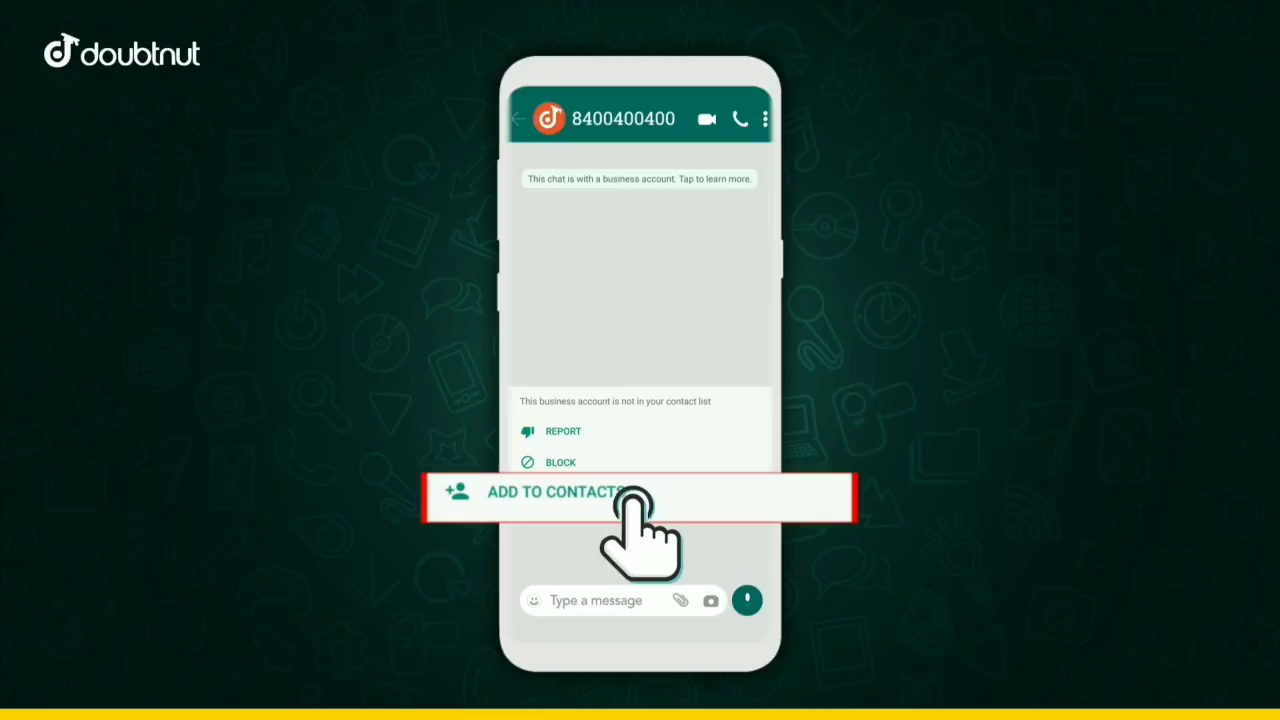 doubtnut
8400400400
This chat is with a business account. Tap to learn more.
This business account is not in your contact list
REPORT
BLOCK
ADD TO CONTACTS
Type a message